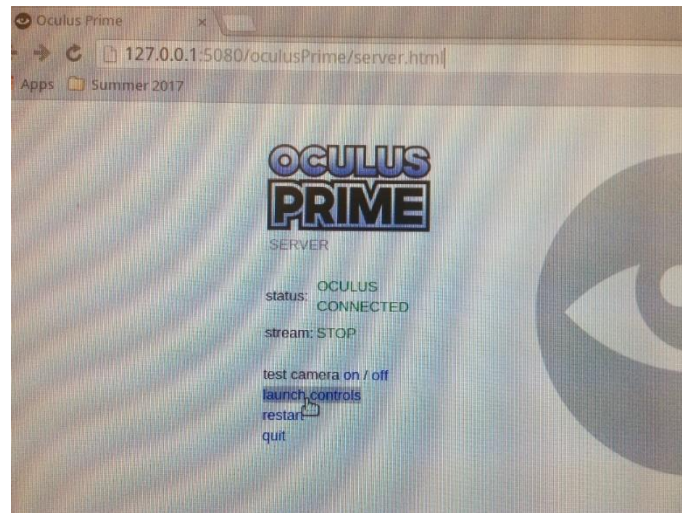 Oculus Prime ×
127.0.0.1:5080/oculusPrime/server.html
Apps Summer 2017
OCULUS
PRIME
SERVER
status: OCULUS
CONNECTED
stream: STOP
test camera on / off
launch controls
restart
quit